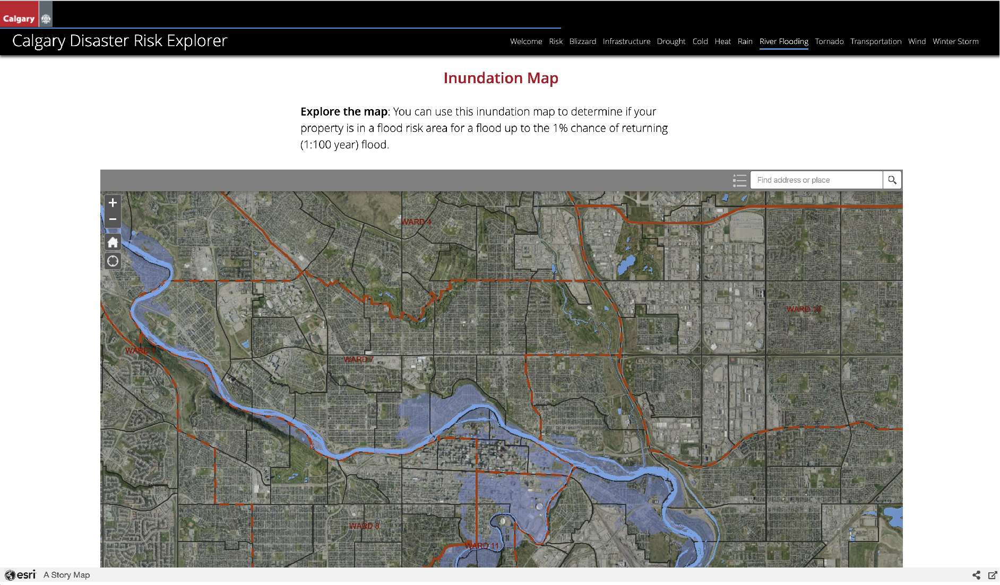 Calgary
Calgary Disaster Risk Explorer
Welcome Risk Blizzard Infrastructure Drought Cold Heat Rain River Flooding Tornado Transportation Wind Winter Storm
Inundation Map
Explore the map: You can use this inundation map to determine if your
property is in a flood risk area for a flood up to the 1% chance of returning
(1:100 year) flood.
Find address or place
+
−
WARD 4
WARD 10
WARD 7
WARD 8
WARD 11
esri A Story Map